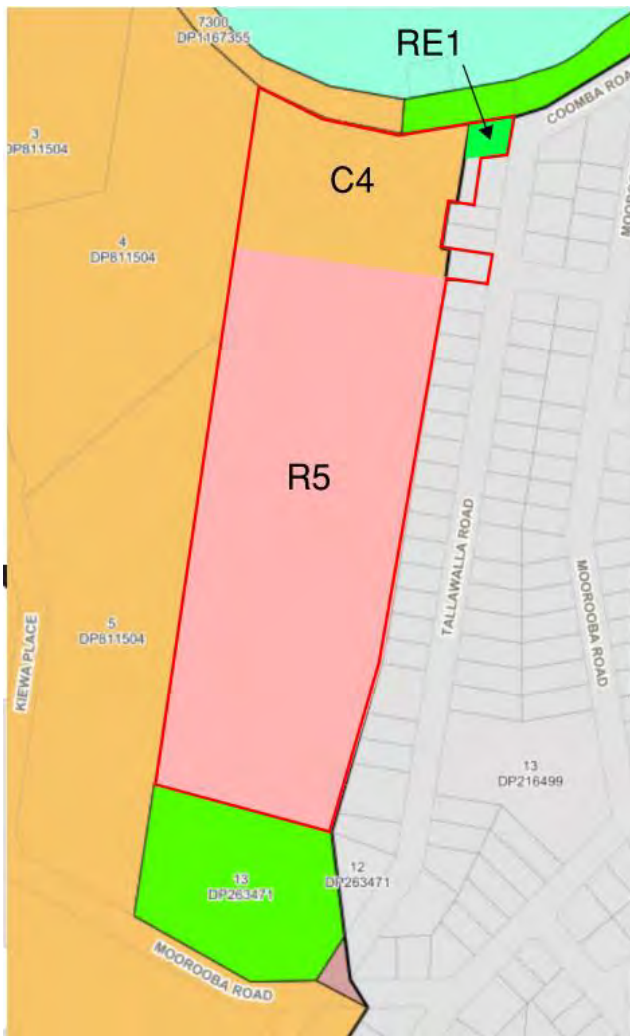 7300
DP1167355
RE1
COOMBA ROA
3
DP811504
C4
MOOROO
4
DP811504
R5
TALLAWALLA ROAD
MOOROOBA ROAD
5
DP811504
KIEWA PLACE
13
DP216499
12
DP263471
13
DP263471
MOOROOBA ROAD